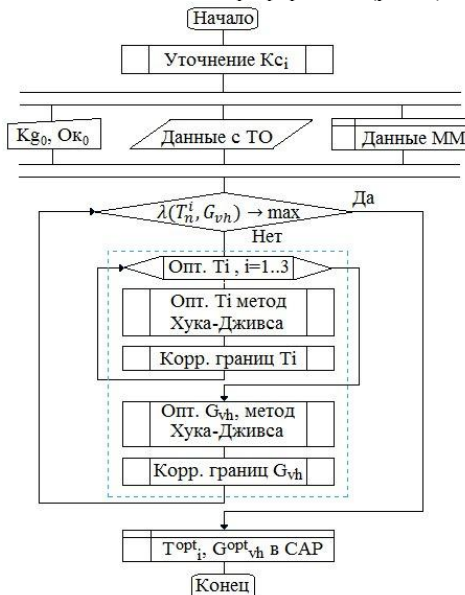 Начало
Уточнение Kc_i
Kg_0, Ок_0
Данные с ТО
Данные ММ
λ(T_n^i, G_vh) → max
Да
Нет
Опт. Ti , i=1..3
Опт. Ti метод
Хука-Дживса
Корр. границ Ti
Опт. G_vh, метод
Хука-Дживса
Корр. границ G_vh
T^opt_i, G^opt_vh в САР
Конец